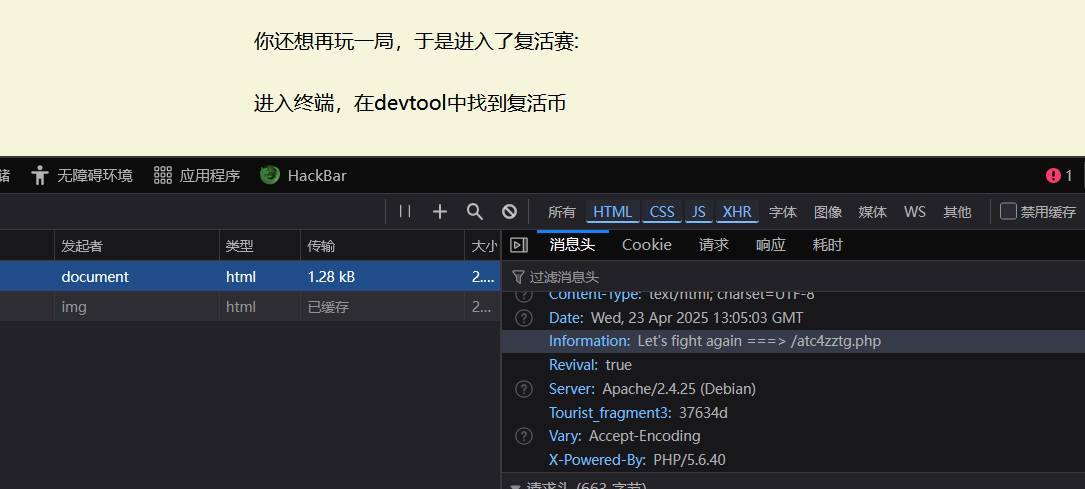 你还想再玩一局，于是进入了复活赛:
进入终端，在devtool中找到复活币
储 无障碍环境 应用程序 HackBar 1
所有 HTML CSS JS XHR 字体 图像 媒体 WS 其他 禁用缓存
发起者 类型 传输 大小 消息头 Cookie 请求 响应 耗时
document html 1.28 kB 2....
img html 已缓存 2...
过滤消息头
Content-Type: text/html; charset=UTF-8
Date: Wed, 23 Apr 2025 13:05:03 GMT
Information: Let's fight again ===> /atc4zztg.php
Revival: true
Server: Apache/2.4.25 (Debian)
Tourist_fragment3: 37634d
Vary: Accept-Encoding
X-Powered-By: PHP/5.6.40
请求头 (663 字节)